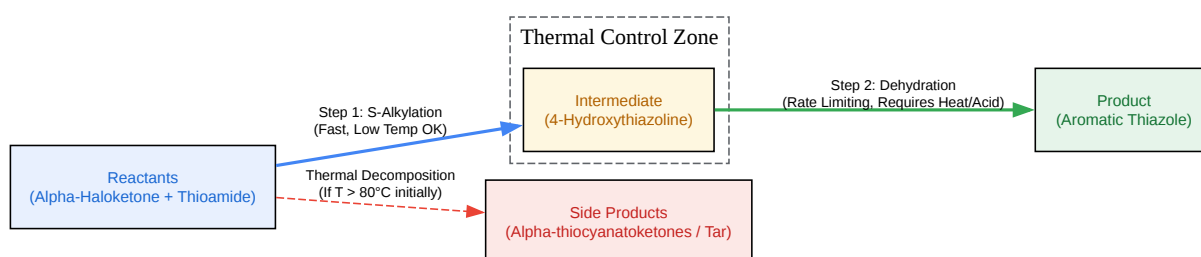 Thermal Control Zone
Step 1: S-Alkylation
(Fast, Low Temp OK)
Intermediate
(4-Hydroxythiazoline)
Step 2: Dehydration
(Rate Limiting, Requires Heat/Acid)
Product
(Aromatic Thiazole)
Reactants
(Alpha-Haloketone + Thioamide)
Thermal Decomposition
(If T > 80°C initially)
Side Products
(Alpha-thiocyanatoketones / Tar)